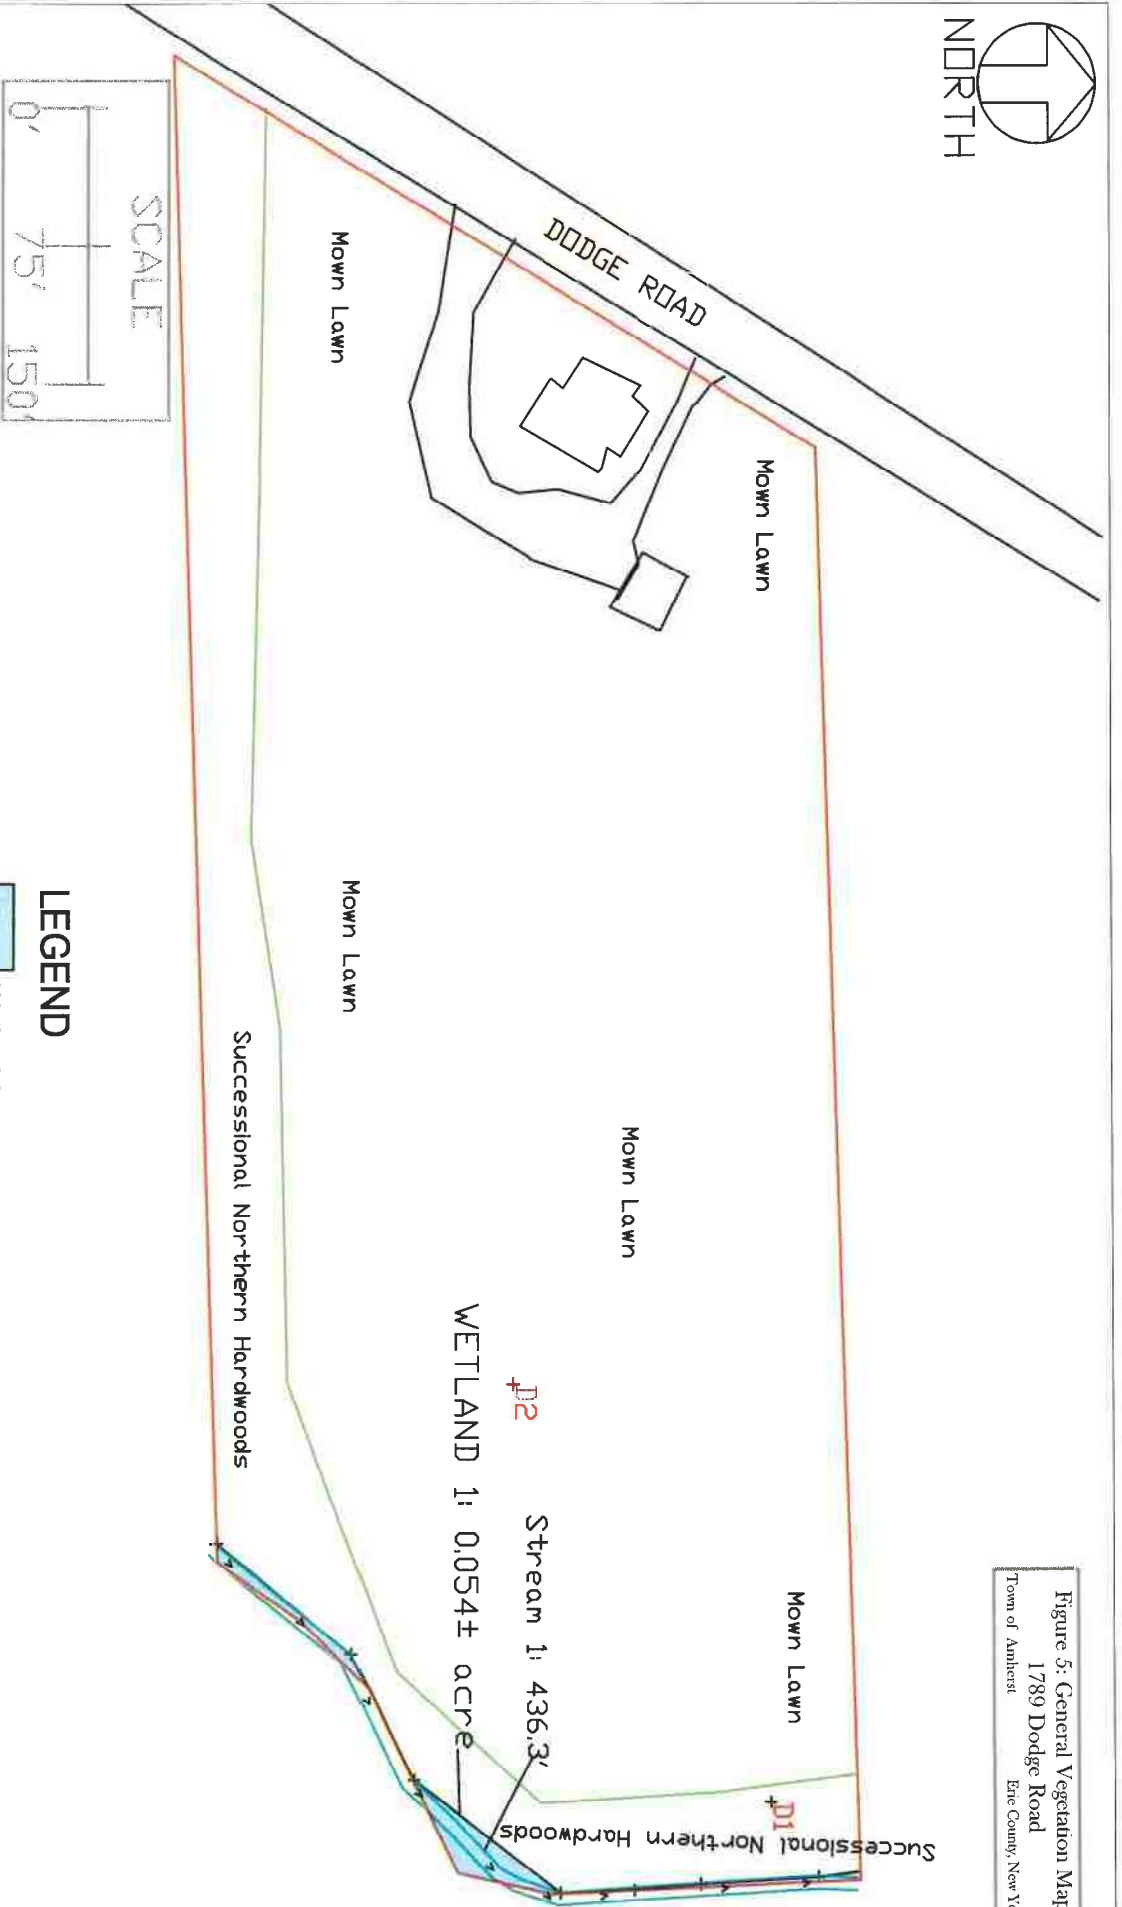 NORTH
Figure 5: General Vegetation Map
1789 Dodge Road
Town of Amherst
Erie County, New
DODGE ROAD
Mown Lawn
Mown Lawn
Mown Lawn
Mown Lawn
Mown Lawn
D1
D2
Stream 1: 436.3'
WETLAND 1: 0.054± acre
Successional Northern Hardwoods
Successional Northern Hardwoods
SCALE
0' 75' 150'
LEGEND